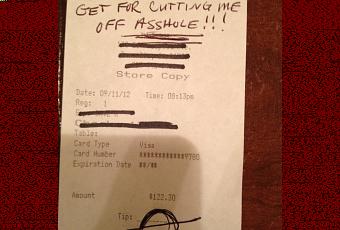 GET FOR CUTTING ME
OFF ASSHOLE!!!
Store Copy
Date: 09/11/12 Time: 08:13pm
Reg: 1
Table:
Card Type Visa
Card Number ************9780
Expiration Date **/**
Amount $122.30
Tip: